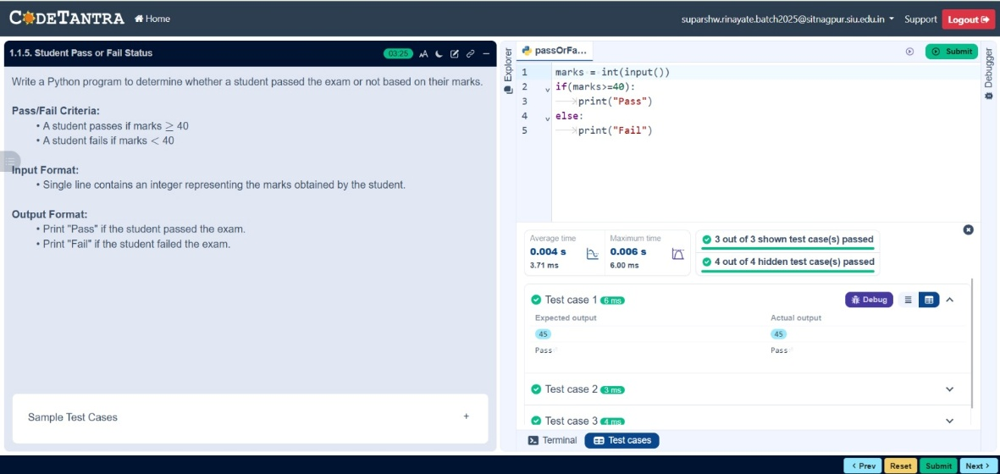 CODETANTRA Home suparshw.rinayate.batch2025@sitnagpur.siu.edu.in Support Logout
1.1.5. Student Pass or Fail Status 03:25 AA
Write a Python program to determine whether a student passed the exam or not based on their marks.
Pass/Fail Criteria:
• A student passes if marks ≥ 40
• A student fails if marks < 40
Input Format:
• Single line contains an integer representing the marks obtained by the student.
Output Format:
• Print "Pass" if the student passed the exam.
• Print "Fail" if the student failed the exam.
Sample Test Cases +
Explorer
passOrFa...
Submit
Debugger
1 marks = int(input())
2 if(marks>=40):
3 print("Pass")
4 else:
5 print("Fail")
Average time
0.004 s
3.71 ms
Maximum time
0.006 s
6.00 ms
3 out of 3 shown test case(s) passed
4 out of 4 hidden test case(s) passed
Test case 1 6 ms Debug
Expected output Actual output
45 45
Pass Pass
Test case 2 3 ms
Test case 3 4 ms
Terminal Test cases
< Prev Reset Submit Next >